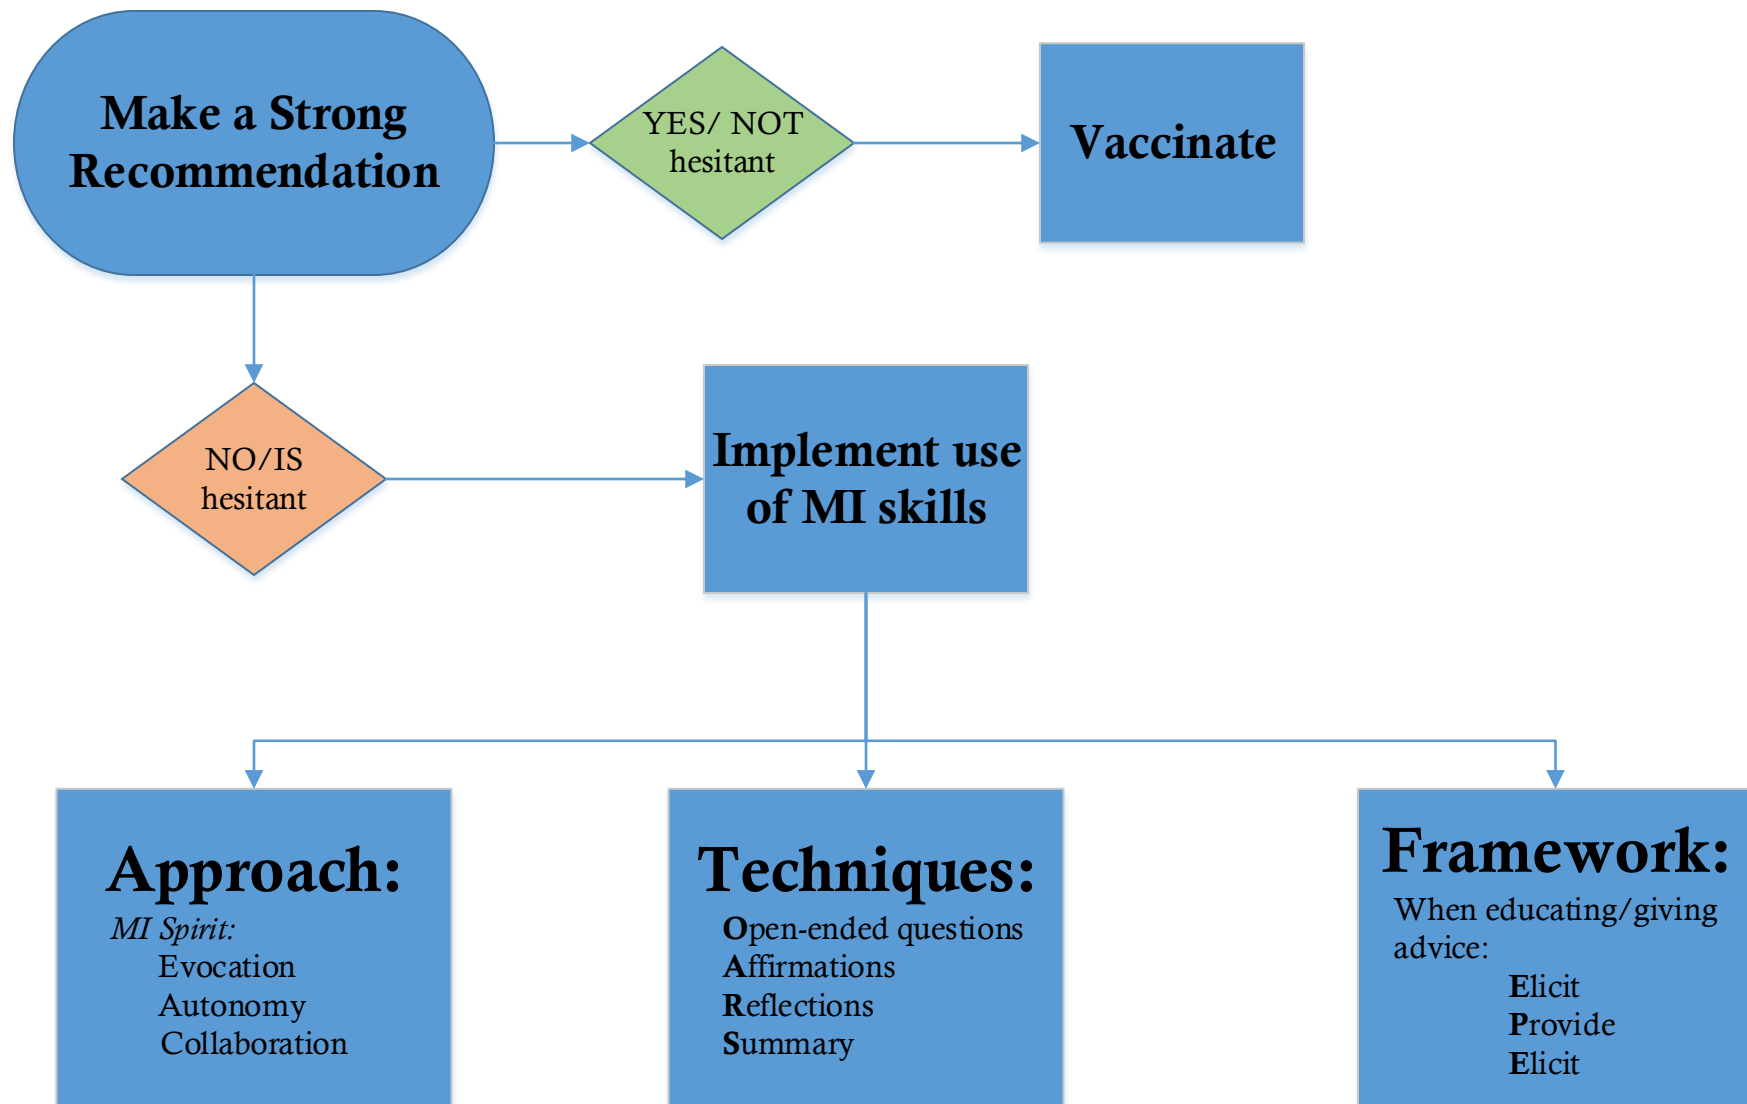 Make a Strong
Recommendation
YES/ NOT
hesitant
Vaccinate
NO/IS
hesitant
Implement use
of MI skills
Approach:
MI Spirit:
Evocation
Autonomy
Collaboration
Techniques:
Open-ended questions
Affirmations
Reflections
Summary
Framework:
When educating/giving
advice:
Elicit
Provide
Elicit